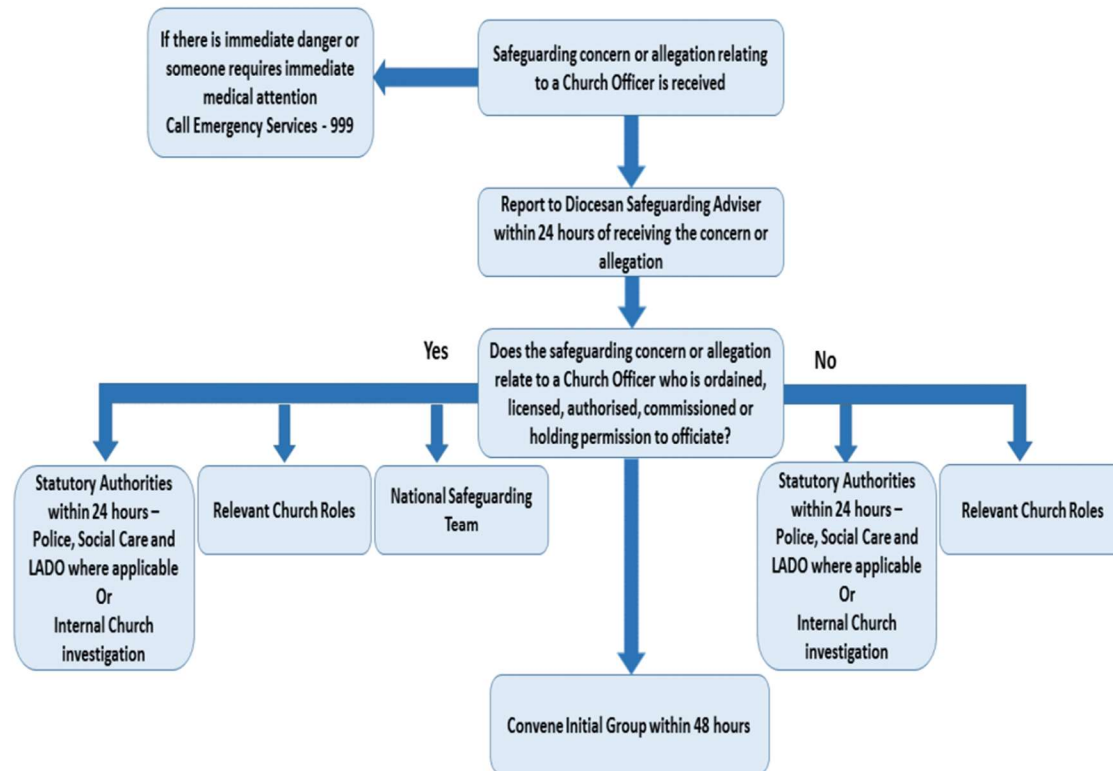 If there is immediate danger or
someone requires immediate
medical attention
Call Emergency Services - 999
Safeguarding concern or allegation relating
to a Church Officer is received
Report to Diocesan Safeguarding Adviser
within 24 hours of receiving the concern or
allegation
Yes
Does the safeguarding concern or allegation
relate to a Church Officer who is ordained,
licensed, authorised, commissioned or
holding permission to officiate?
No
Statutory Authorities
within 24 hours –
Police, Social Care and
LADO where applicable
Or
Internal Church
investigation
Relevant Church Roles
National Safeguarding
Team
Statutory Authorities
within 24 hours –
Police, Social Care and
LADO where applicable
Or
Internal Church
investigation
Relevant Church Roles
Convene Initial Group within 48 hours